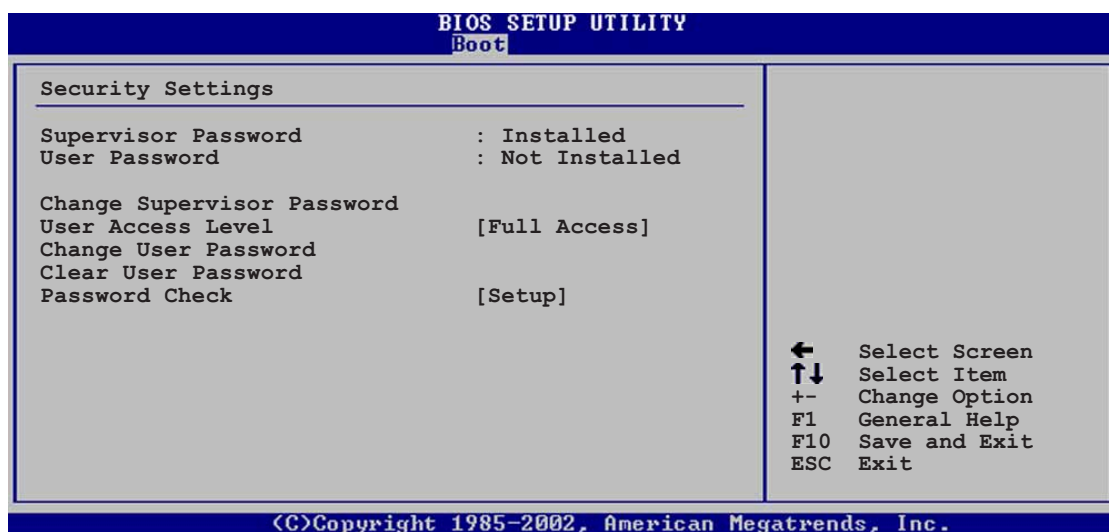 BIOS SETUP UTILITY
Boot
Security Settings
Supervisor Password : Installed
User Password : Not Installed
Change Supervisor Password
User Access Level [Full Access]
Change User Password
Clear User Password
Password Check [Setup]
← Select Screen
↑↓ Select Item
+- Change Option
F1 General Help
F10 Save and Exit
ESC Exit
(C)Copyright 1985-2002, American Megatrends, Inc.